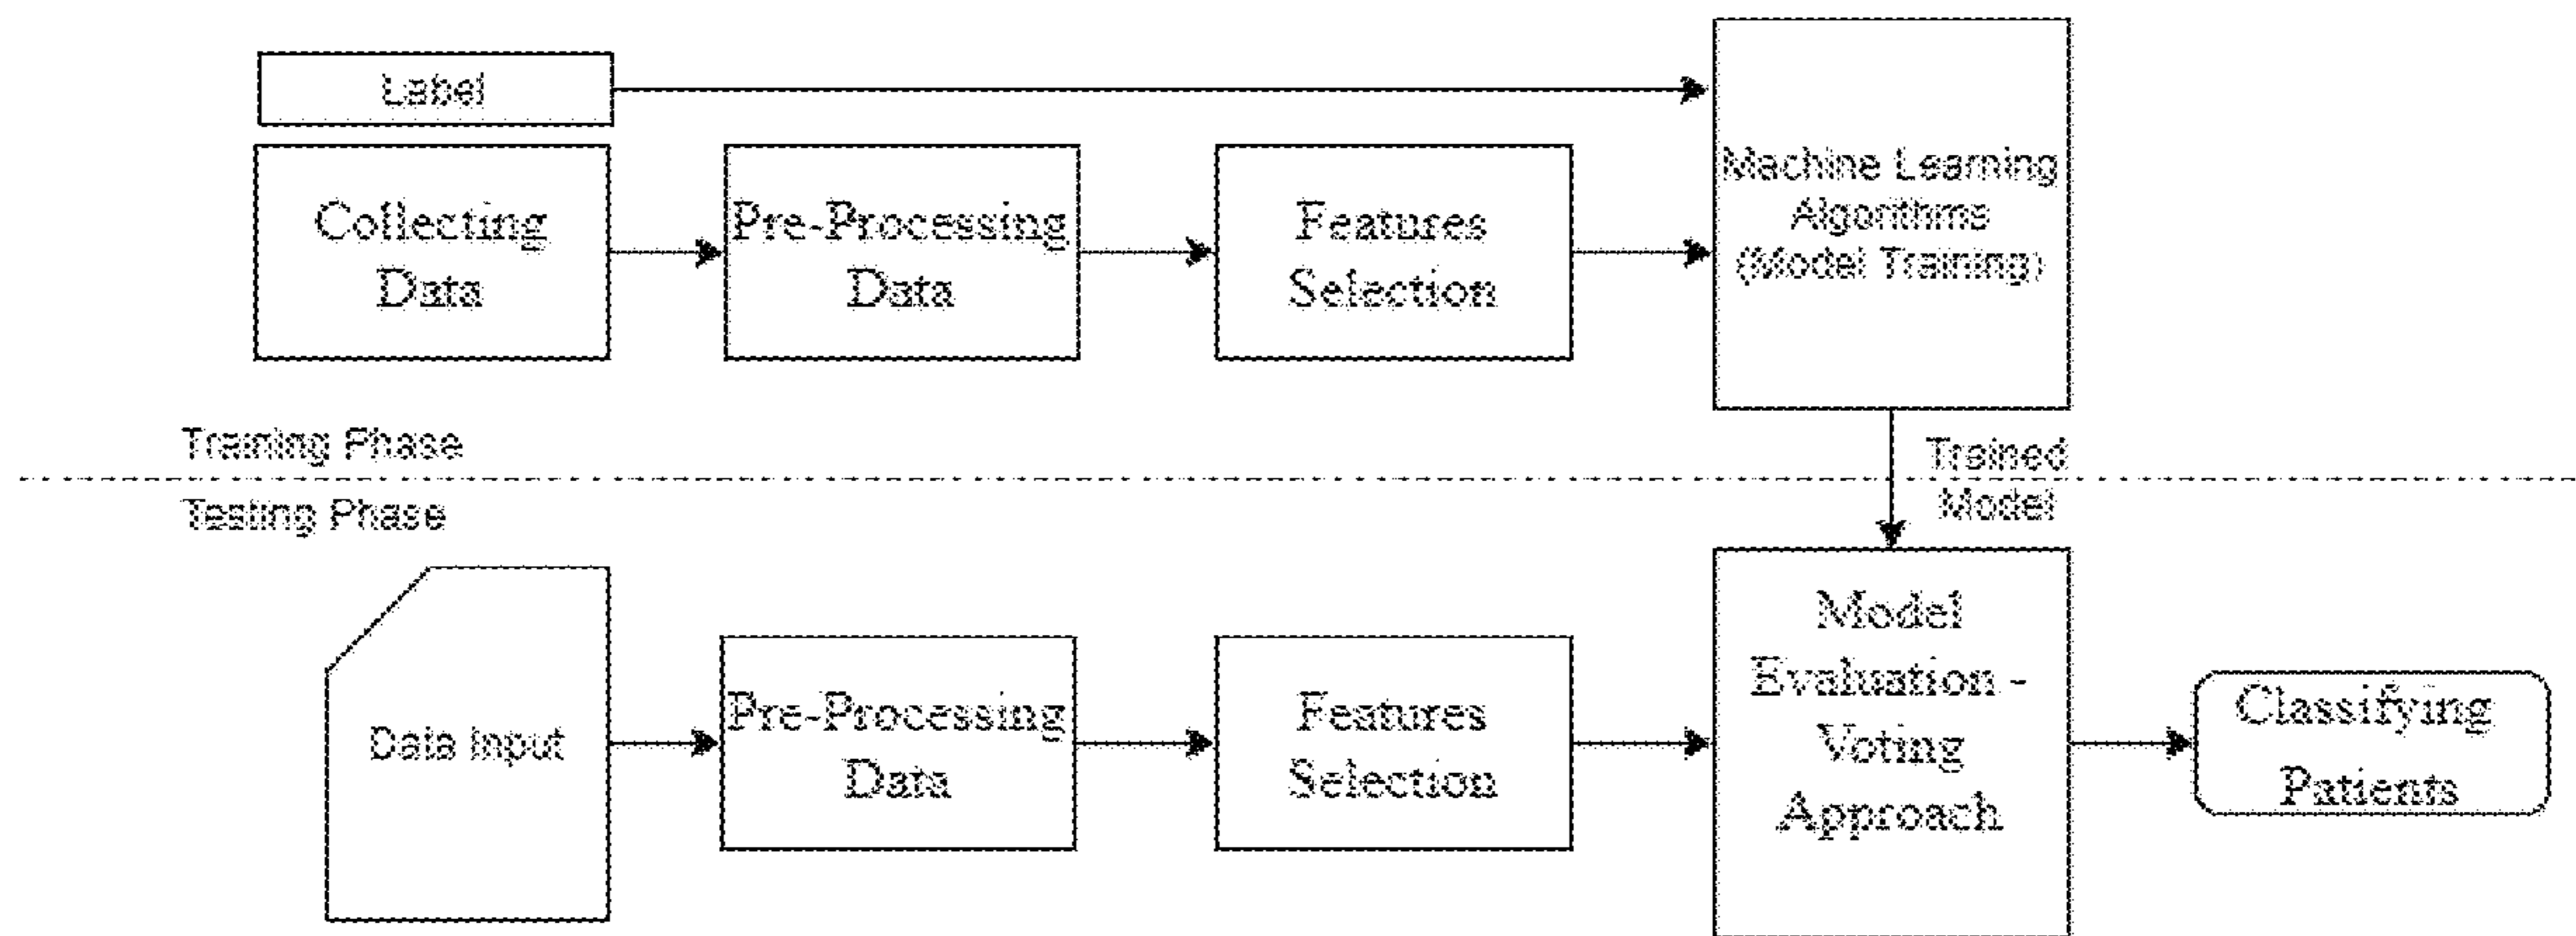 Label
Collecting
Data
Pre-Processing
Data
Features
Selection
Machine Learning
Algorithms
(Model Training)
Training Phase
Trained
Model
Testing Phase
Data Input
Pre-Processing
Data
Features
Selection
Model
Evaluation -
Voting
Approach
Classifying
Patients